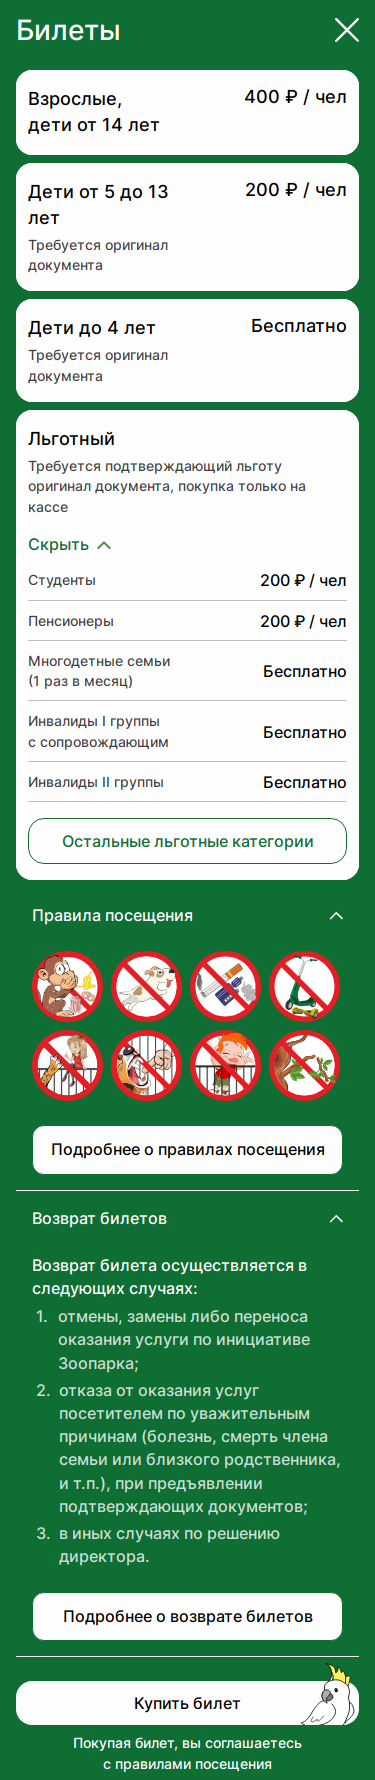 Билеты
Взрослые,
дети от 14 лет
400 ₽ / чел
Дети от 5 до 13
лет
200 ₽ / чел
Требуется оригинал
документа
Дети до 4 лет
Бесплатно
Требуется оригинал
документа
Льготный
Требуется подтверждающий льготу
оригинал документа, покупка только на
кассе
Скрыть
Студенты 200 ₽ / чел
Пенсионеры 200 ₽ / чел
Многодетные семьи
(1 раз в месяц)
Бесплатно
Инвалиды I группы
с сопровождающим
Бесплатно
Инвалиды II группы Бесплатно
Остальные льготные категории
Правила посещения
Подробнее о правилах посещения
Возврат билетов
Возврат билета осуществляется в
следующих случаях:
1. отмены, замены либо переноса
оказания услуги по инициативе
Зоопарка;
2. отказа от оказания услуг
посетителем по уважительным
причинам (болезнь, смерть члена
семьи или близкого родственника,
и т.п.), при предъявлении
подтверждающих документов;
3. в иных случаях по решению
директора.
Подробнее о возврате билетов
Купить билет
Покупая билет, вы соглашаетесь
с правилами посещения